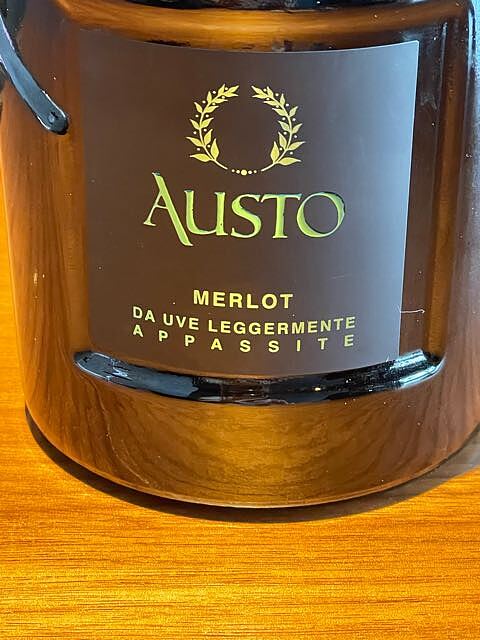 AUSTO
MERLOT
DA UVE LEGGERMENTE
APPASSITE